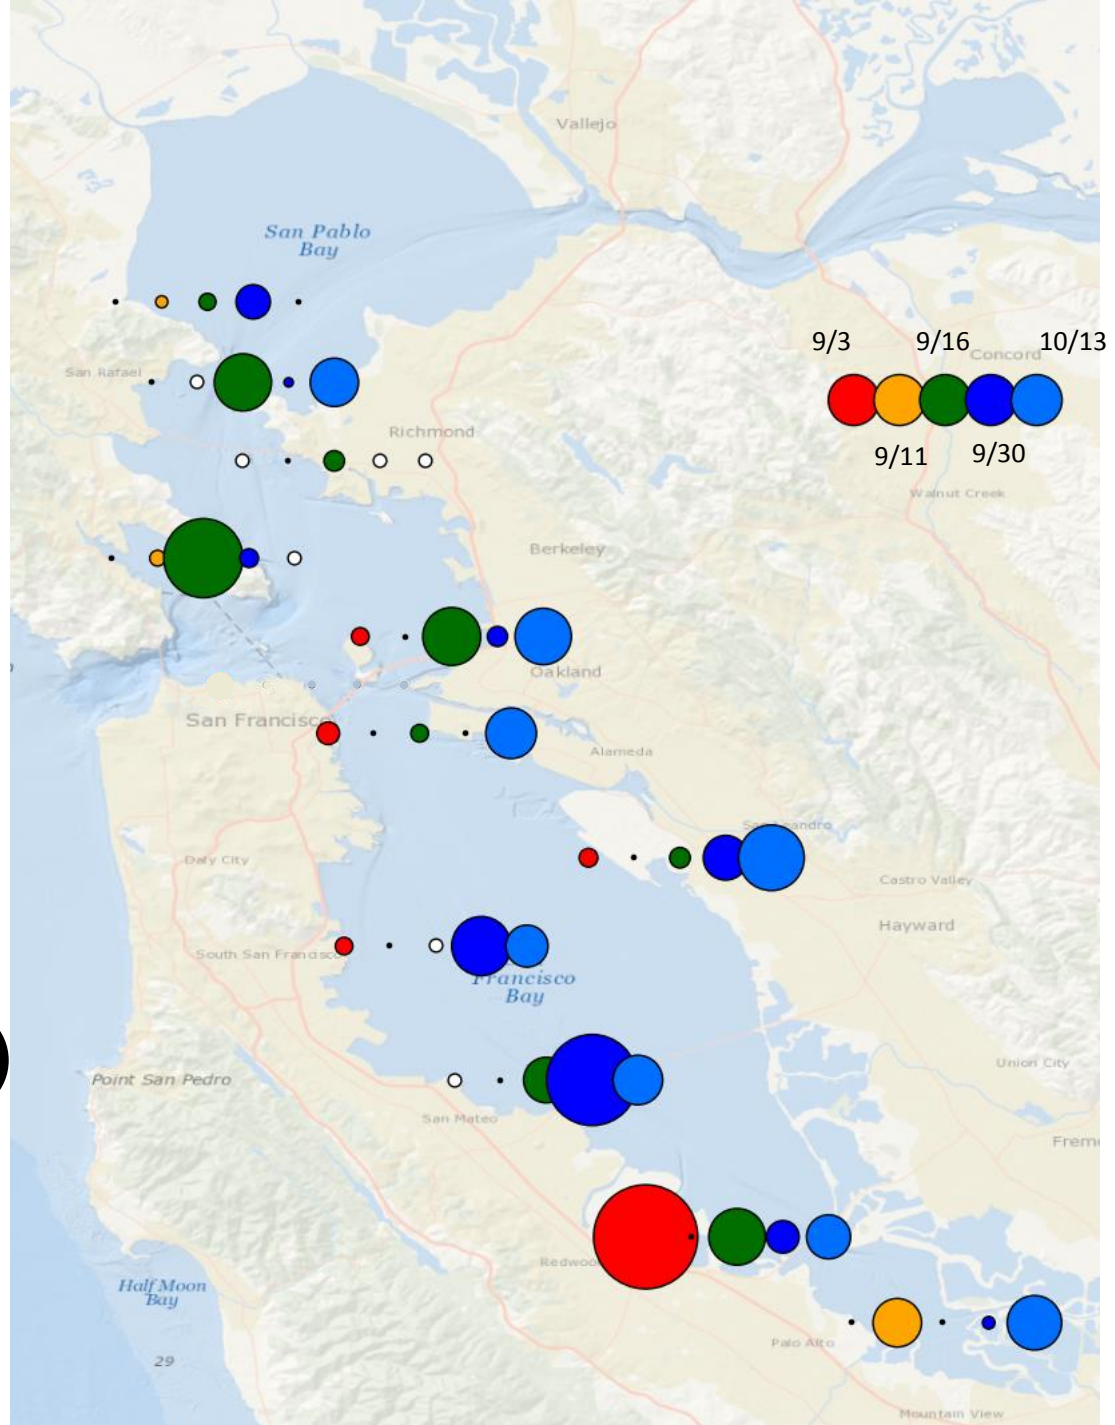 Vallejo
San Pablo
Bay
9/3
9/16
10/13
Concord
San Rafael
Richmond
9/11
9/30
Walnut Creek
Berkeley
Oakland
San Francisco
Alameda
San Leandro
Daly City
Castro Valley
Hayward
South San Francisco
Francisco
Bay
Union City
Point San Pedro
San Mateo
Frem
Redwoo
Half Moon
Bay
Palo Alto
29
Mountain View